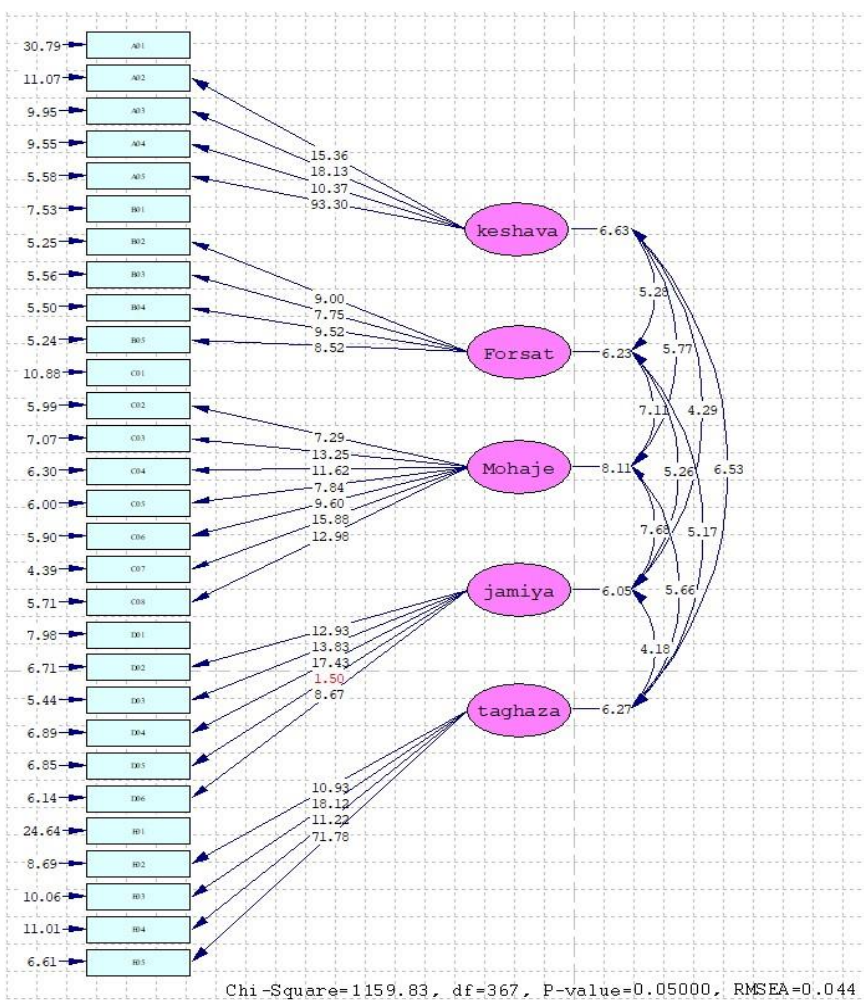 30.79 A01
11.07 A02
9.95 A03
9.55 A04
5.58 A05
7.53 B01
5.25 B02
5.56 B03
5.50 B04
5.24 B05
10.88 C01
5.99 C02
7.07 C03
6.30 C04
6.00 C05
5.90 C06
4.39 C07
5.71 C08
7.98 D01
6.71 D02
5.44 D03
6.89 D04
6.85 D05
6.14 D06
24.64 E01
8.69 E02
10.06 E03
11.01 E04
6.61 E05
15.36
18.13
10.37
93.30
9.00
7.75
9.52
8.52
7.29
13.25
11.62
7.84
9.60
15.88
12.98
12.93
13.83
17.43
1.50
8.67
10.93
18.12
11.22
71.78
keshava 6.63
Forsat 6.23
Mohaje 8.11
jamiya 6.05
taghaza 6.27
5.28
5.77
7.11
4.29
5.26
6.53
7.68
5.17
5.66
4.18
Chi-Square=1159.83, df=367, P-value=0.05000, RMSEA=0.044